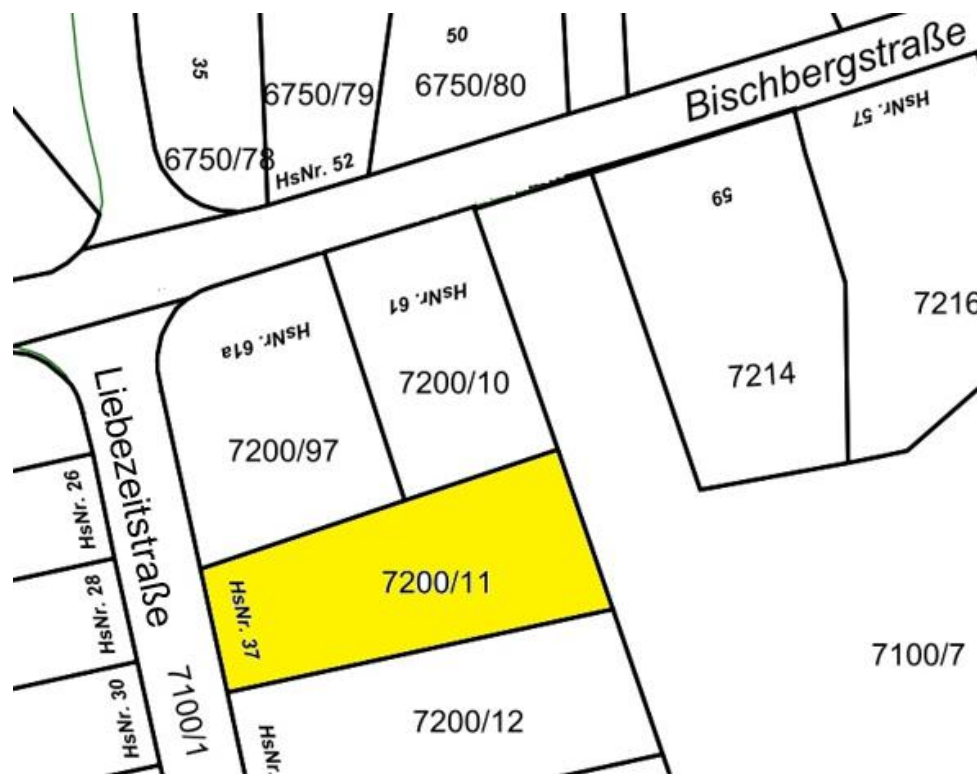 50
35
6750/79
6750/80
Bischbergstraße
HsNr. 57
6750/78
HsNr. 52
59
HsNr. 61
7216
HsNr. 61a
7200/10
7214
Liebezeitstraße
7200/97
HsNr. 26
7200/11
HsNr. 28
HsNr. 37
7100/7
HsNr. 30
7100/1
7200/12
HsNr.